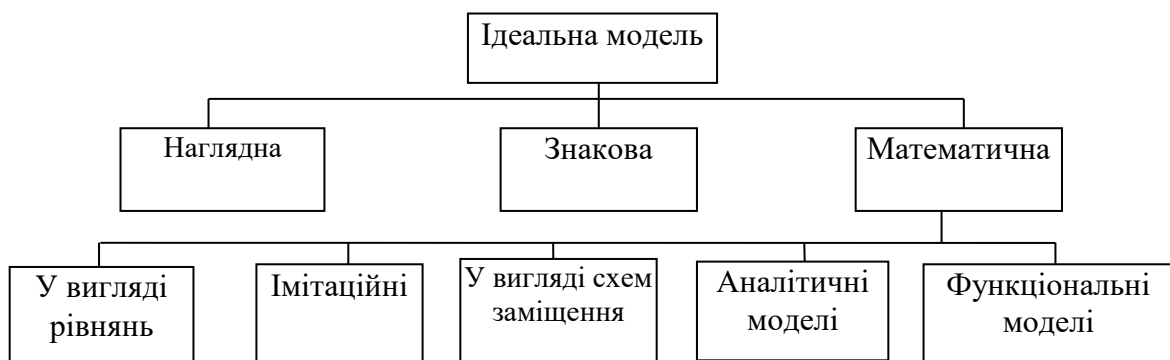 Ідеальна модель
Наглядна
Знакова
Математична
У вигляді
рівнянь
Імітаційні
У вигляді схем
заміщення
Аналітичні
моделі
Функціональні
моделі